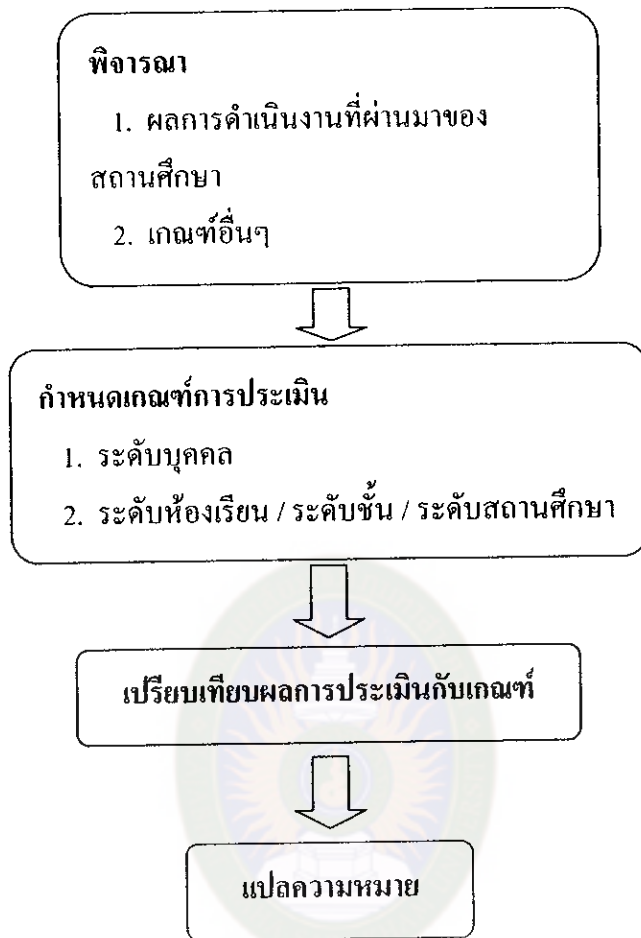 พิจารณา
1. ผลการดำเนินงานที่ผ่านมาของ
สถานศึกษา
2. เกณฑ์อื่นๆ
กำหนดเกณฑ์การประเมิน
1. ระดับบุคคล
2. ระดับห้องเรียน / ระดับชั้น / ระดับสถานศึกษา
เปรียบเทียบผลการประเมินกับเกณฑ์
แปลความหมาย